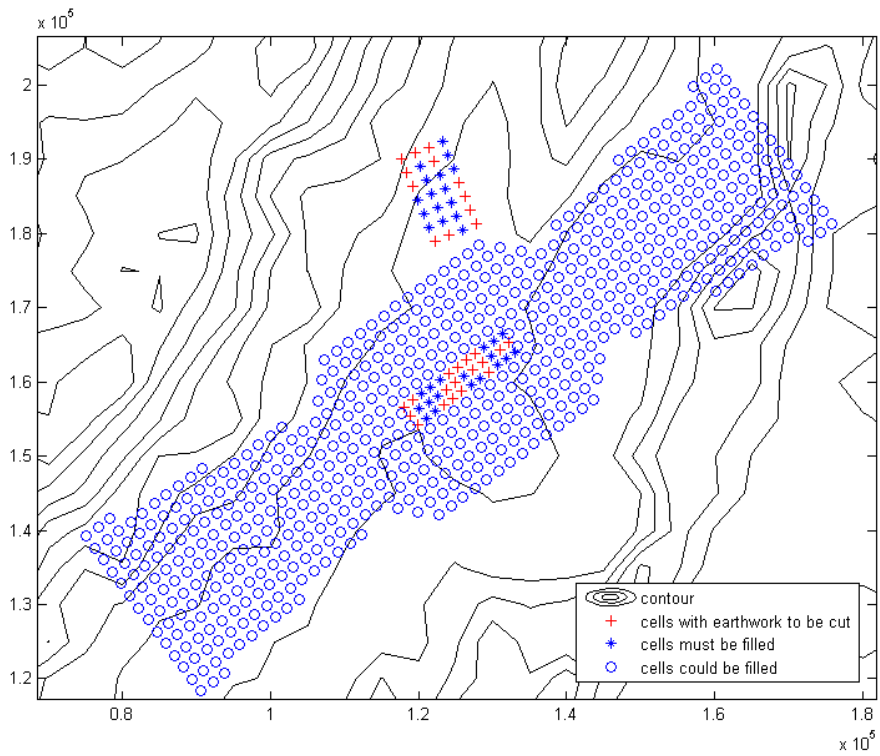 x 10^5
2
1.9
1.8
1.7
1.6
1.5
1.4
1.3
1.2
contour
cells with earthwork to be cut
cells must be filled
cells could be filled
0.8 1 1.2 1.4 1.6 1.8
x 10^5